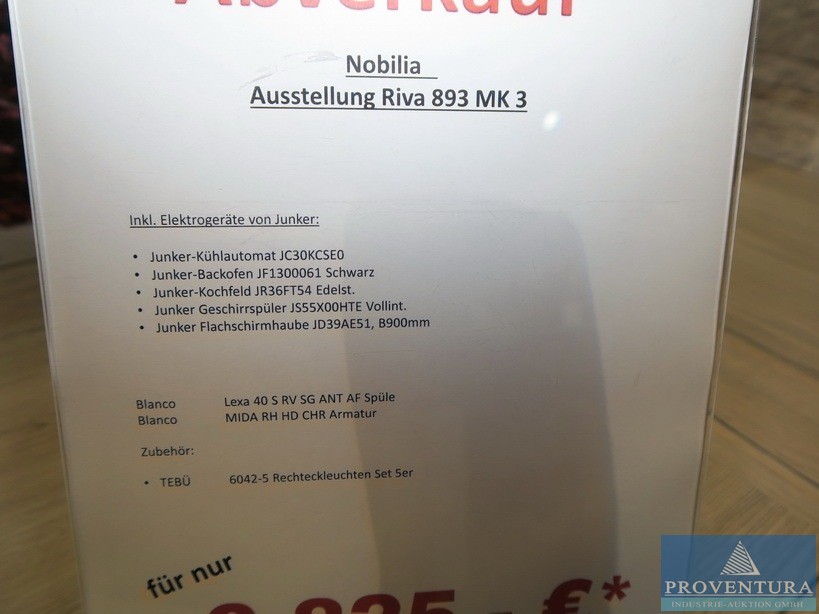 Abverkauf
Nobilia
Ausstellung Riva 893 MK 3
Inkl. Elektrogeräte von Junker:
• Junker-Kühlautomat JC30KCSE0
• Junker-Backofen JF1300061 Schwarz
• Junker-Kochfeld JR36FT54 Edelst.
• Junker Geschirrspüler JS55X00HTE Vollint.
• Junker Flachschirmhaube JD39AE51, B900mm
Blanco Lexa 40 S RV SG ANT AF Spüle
Blanco MIDA RH HD CHR Armatur
Zubehör:
• TEBÜ 6042-5 Rechteckleuchten Set 5er
für nur
€*
PROVENTURA
INDUSTRIE-AUKTION GMBH